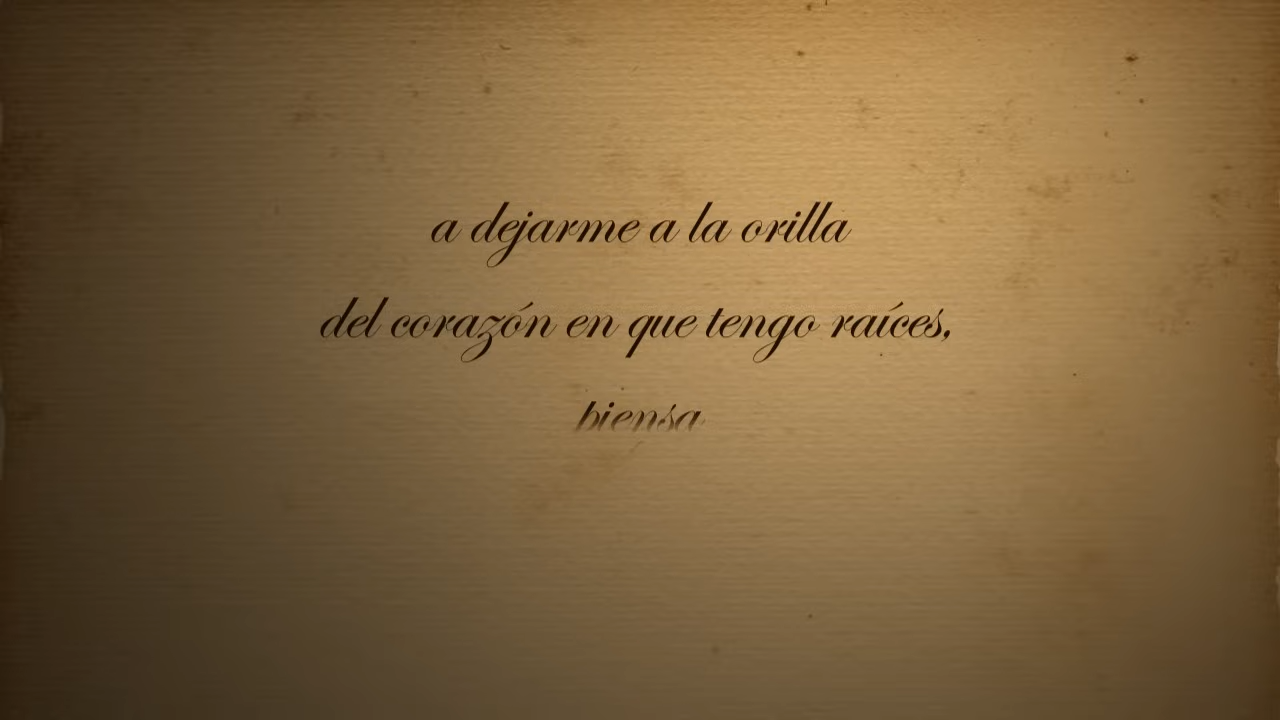 a dejarme a la orilla
del corazón en que tengo raíces,
piensa